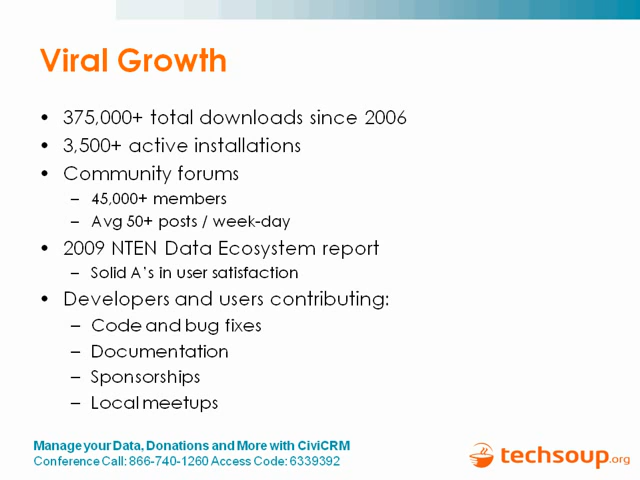 Viral Growth
• 375,000+ total downloads since 2006
• 3,500+ active installations
• Community forums
– 45,000+ members
– Avg 50+ posts / week-day
• 2009 NTEN Data Ecosystem report
– Solid A's in user satisfaction
• Developers and users contributing:
– Code and bug fixes
– Documentation
– Sponsorships
– Local meetups
Manage your Data, Donations and More with CiviCRM
Conference Call: 866-740-1260 Access Code: 6339392
techsoup.org